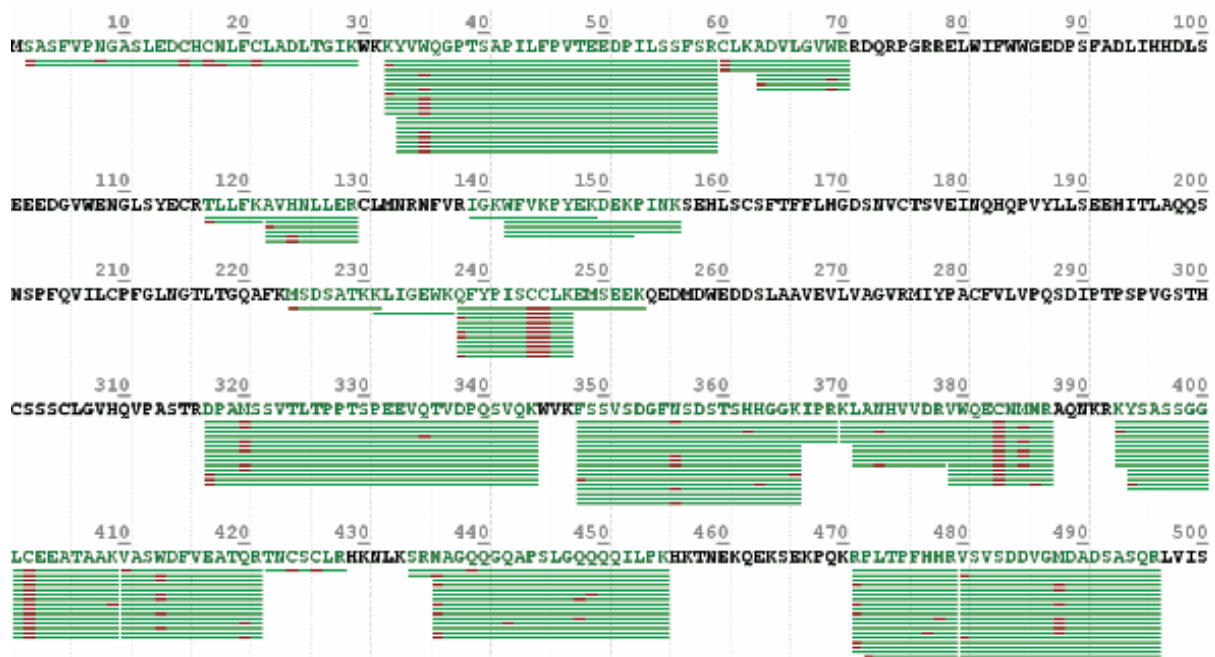 10 20 30 40 50 60 70 80 90 100
MSASFVPNGASLEDCHCNLFCLADLTGIKWKKYVWQGPTSAPILFPVTEEDPILSSFSRCLKADVLGVWRRDQRPGRRELWIFWWGEDPSFADLIHHDLS
110 120 130 140 150 160 170 180 190 200
EEEDGVWENGLSYECRTLLFKAVHNLLERCLMNRNFVRIGKWFVKPYEKDEKPINKSEHLSCSFTFFLHGDSNVCTSVEINQHQPVYLLSEEHITLAQQS
210 220 230 240 250 260 270 280 290 300
NSPFQVILCPFGLNGTLTGQAFKMSDSATKKLIGEWKQFYPISCCLKEMSEEKQEDMDWEDDSLAAVEVLVAGVRMIYPACFVLVPQSDIPTPSPVGSTH
310 320 330 340 350 360 370 380 390 400
CSSSCLGVHQVPASTRDPAMSSVTLTPPTSPEEVQTVDPQSVQKWVKFSSVSDGFNSDSTSHHGGKIPRKLANHVVDRVWQECNMNRAQNKRKYSASSGG
410 420 430 440 450 460 470 480 490 500
LCEEATAAKVASWDFVEATQRTNCSCLRHKNLKSRNAGQQGQAPSLGQQQQILPKHKTNEKQEKSEKPQKRPLTPFHHRVSVSDDVGMDADSASQRLVIS